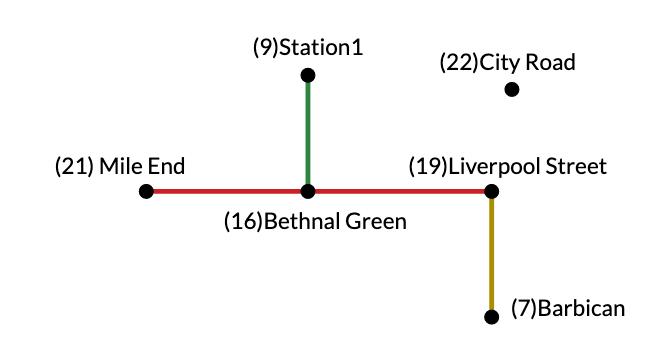 (9)Station1
(22)City Road
(21) Mile End
(19)Liverpool Street
(16)Bethnal Green
(7)Barbican